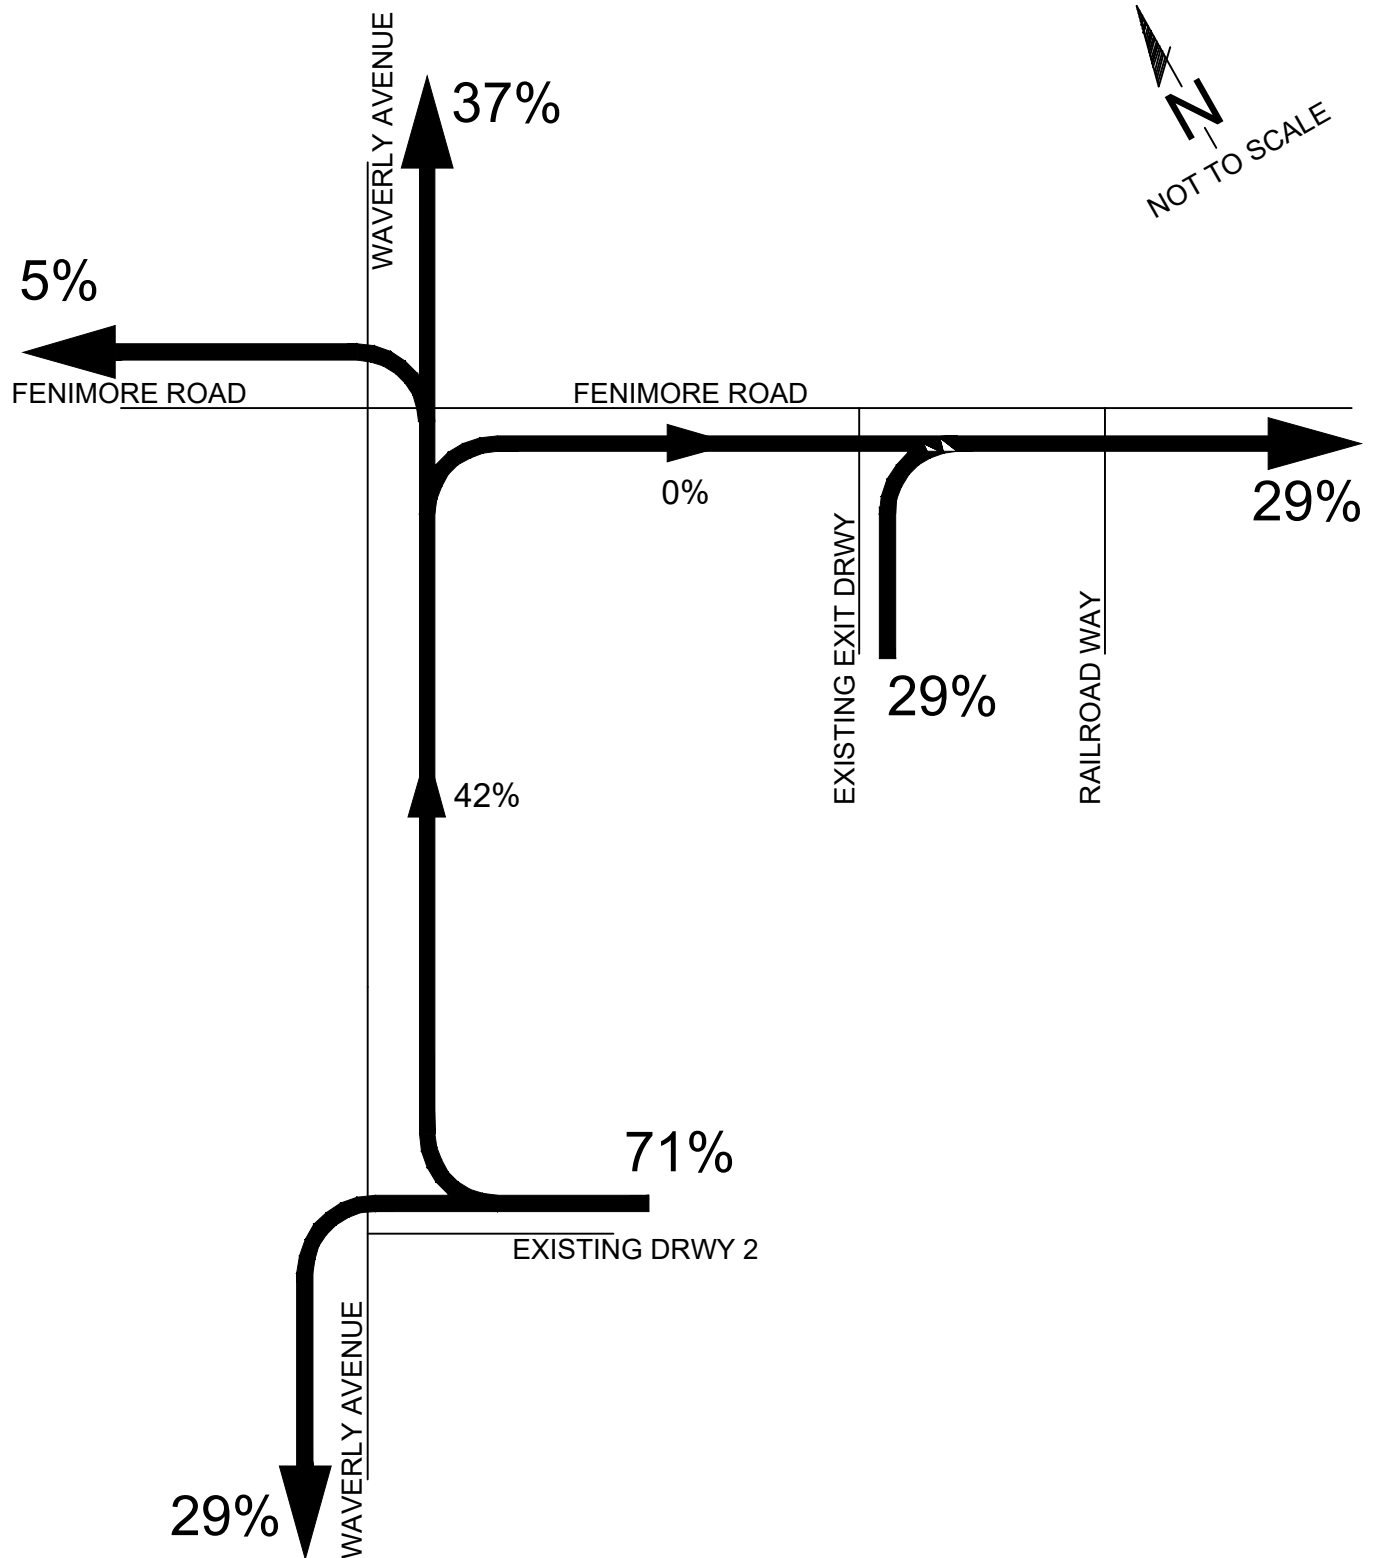 WAVERLY AVENUE
37%
N
NOT TO SCALE
5%
FENIMORE ROAD
FENIMORE ROAD
0%
29%
EXISTING EXIT DRWY
RAILROAD WAY
29%
42%
71%
EXISTING DRWY 2
WAVERLY AVENUE
29%